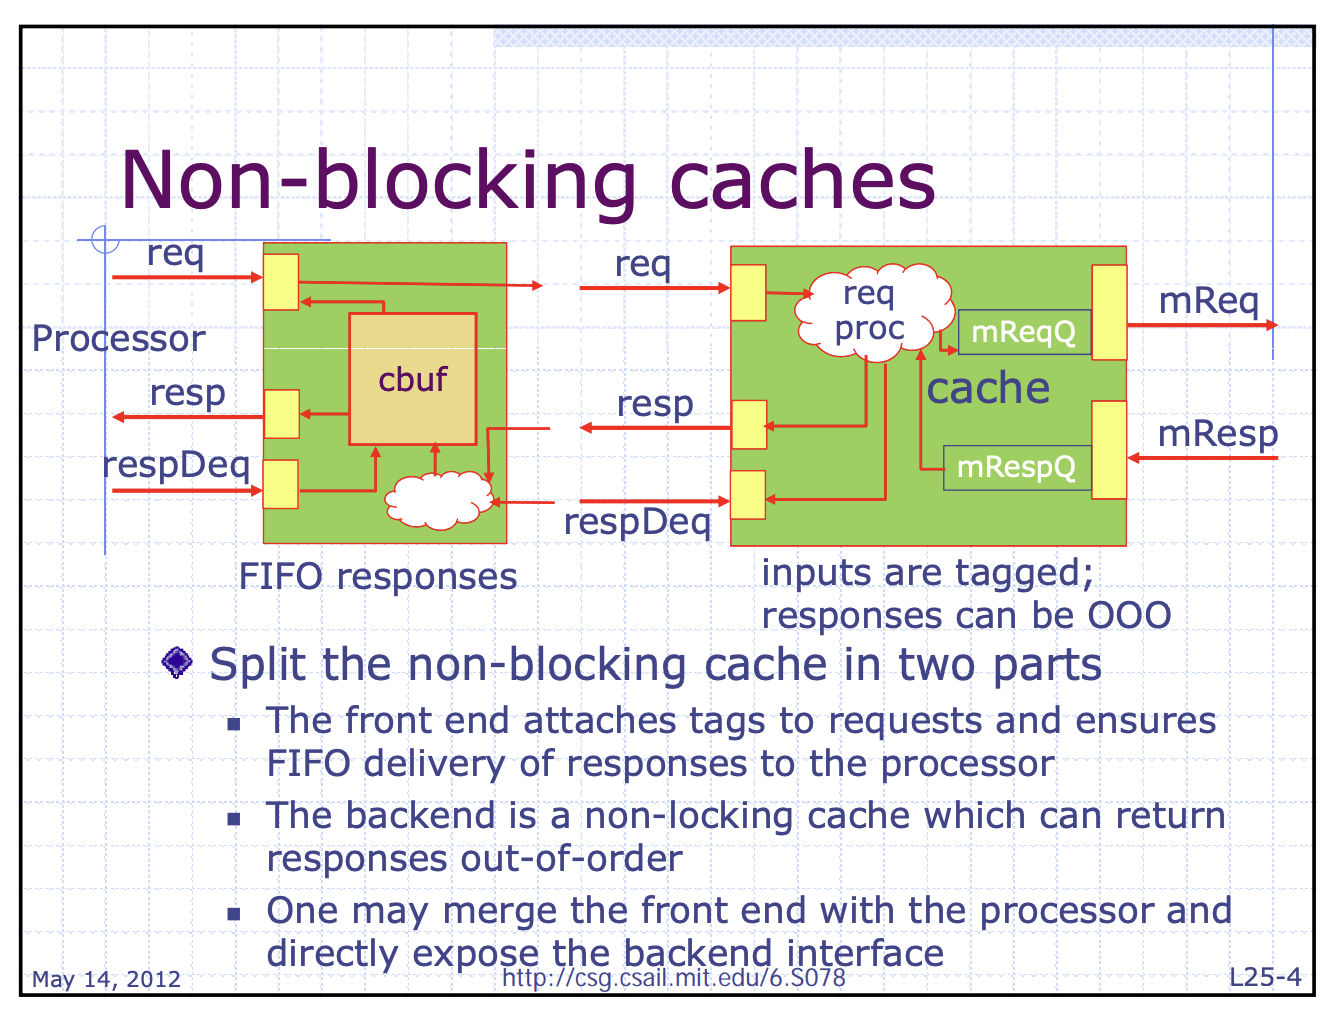 Non-blocking caches
req
Processor
resp
respDeq
cbuf
FIFO responses
req
resp
respDeq
req
proc
mReqQ
cache
mRespQ
mReq
mResp
inputs are tagged;
responses can be OOO
Split the non-blocking cache in two parts
The front end attaches tags to requests and ensures
FIFO delivery of responses to the processor
The backend is a non-locking cache which can return
responses out-of-order
One may merge the front end with the processor and
directly expose the backend interface
May 14, 2012
http://csg.csail.mit.edu/6.S078
L25-4